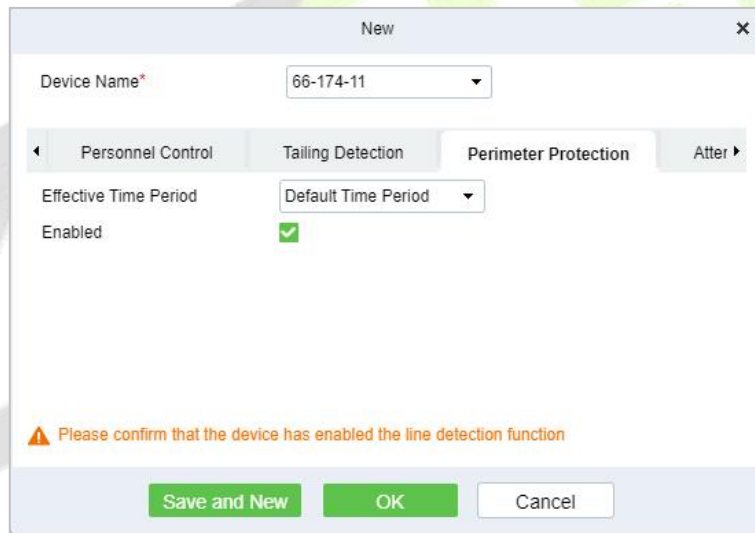 New
Device Name*
66-174-11
Personnel Control Tailing Detection Perimeter Protection Atter
Effective Time Period
Default Time Period
Enabled
Please confirm that the device has enabled the line detection function
Save and New OK Cancel